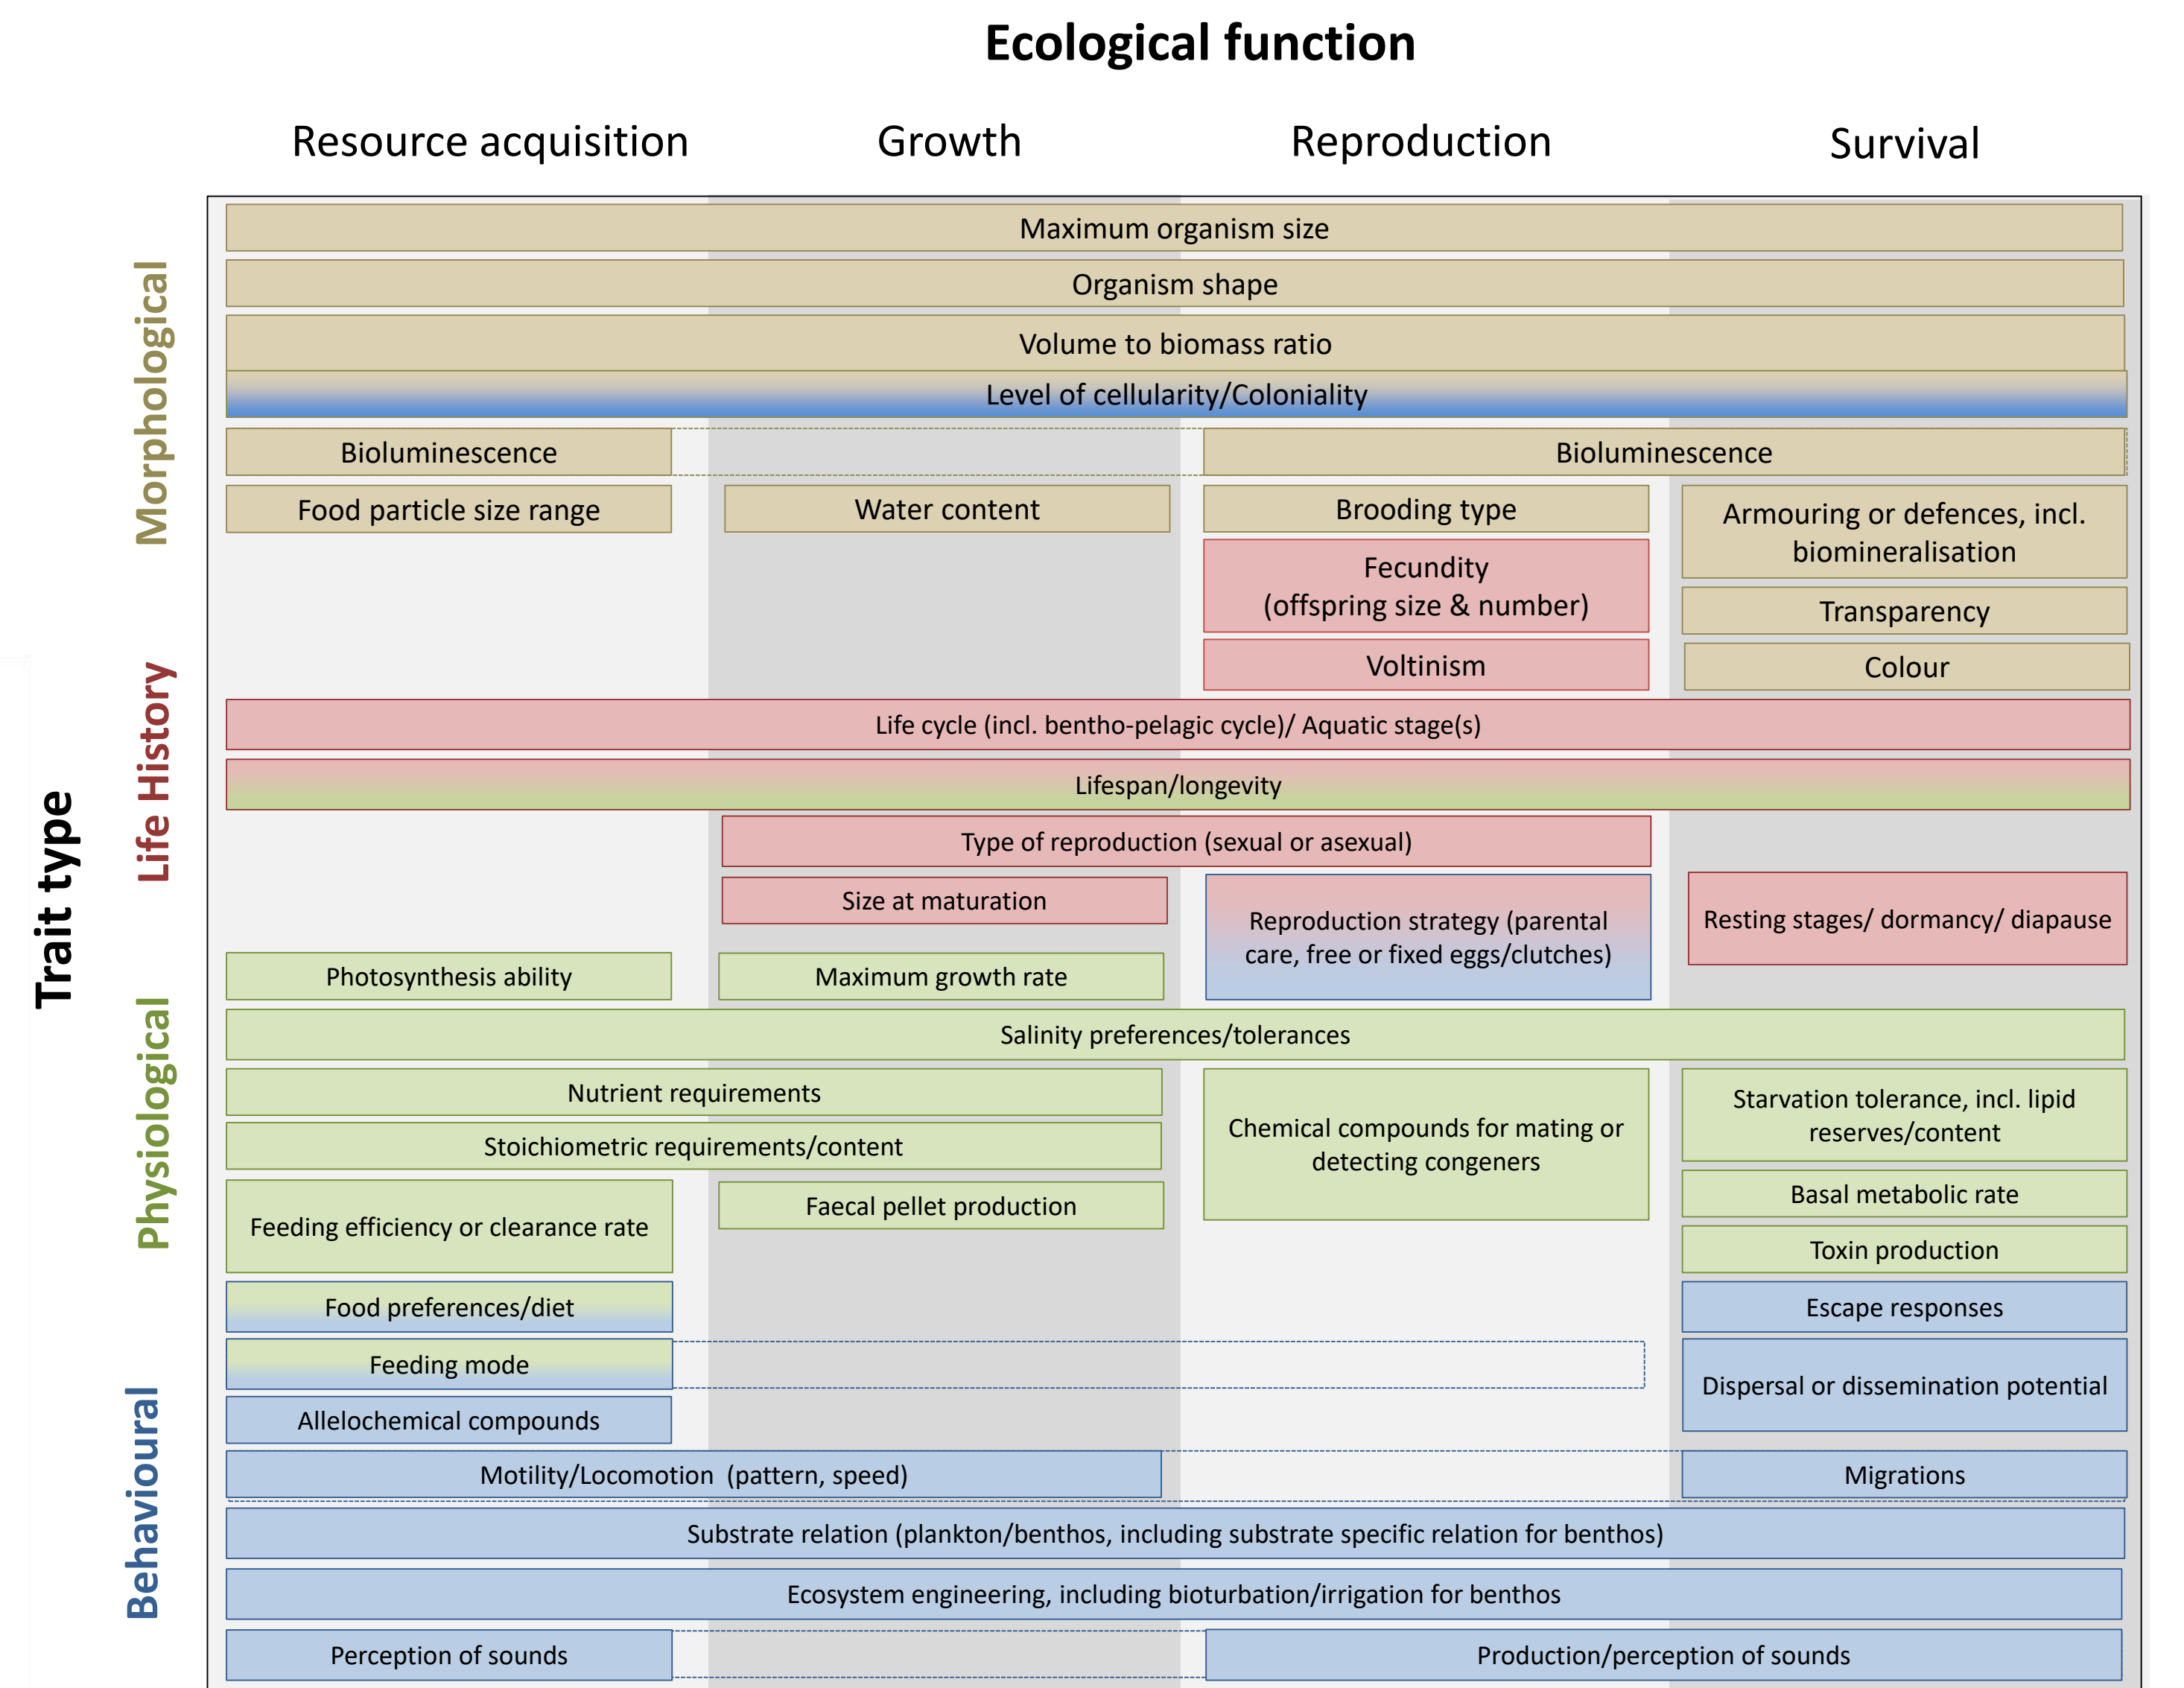 Ecological function
Resource acquisition
Growth
Reproduction
Survival
Trait type
Morphological
Maximum organism size
Organism shape
Volume to biomass ratio
Level of cellularity/Coloniality
Bioluminescence
Bioluminescence
Food particle size range
Water content
Brooding type
Armouring or defences, incl.
biomineralisation
Fecundity
(offspring size & number)
Transparency
Voltinism
Colour
Life History
Life cycle (incl. bentho-pelagic cycle)/ Aquatic stage(s)
Lifespan/longevity
Type of reproduction (sexual or asexual)
Size at maturation
Reproduction strategy (parental
care, free or fixed eggs/clutches)
Resting stages/ dormancy/ diapause
Physiological
Photosynthesis ability
Maximum growth rate
Salinity preferences/tolerances
Nutrient requirements
Stoichiometric requirements/content
Chemical compounds for mating or
detecting congeners
Starvation tolerance, incl. lipid
reserves/content
Feeding efficiency or clearance rate
Faecal pellet production
Basal metabolic rate
Toxin production
Behavioural
Food preferences/diet
Escape responses
Feeding mode
Dispersal or dissemination potential
Allelochemical compounds
Motility/Locomotion (pattern, speed)
Migrations
Substrate relation (plankton/benthos, including substrate specific relation for benthos)
Ecosystem engineering, including bioturbation/irrigation for benthos
Perception of sounds
Production/perception of sounds